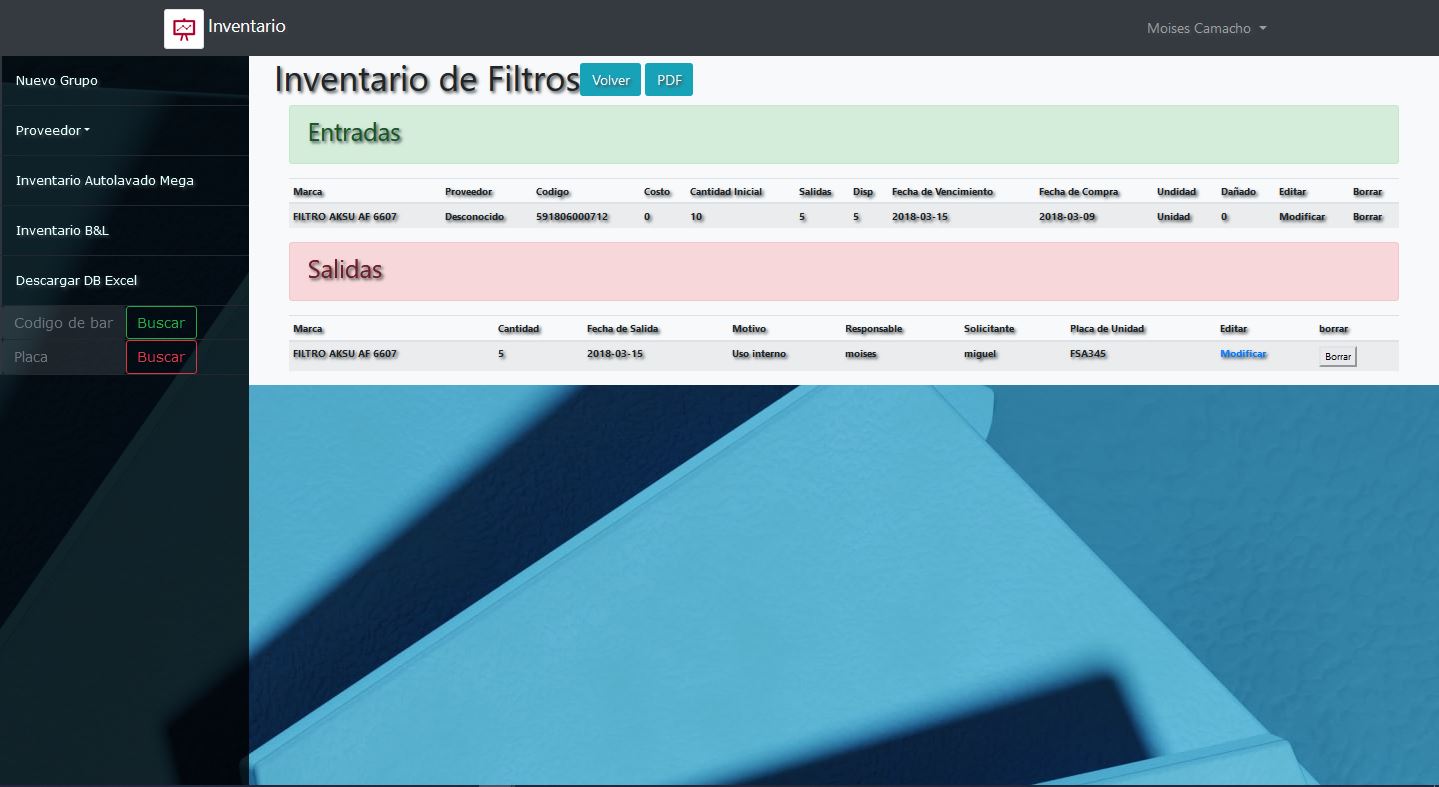 Inventario
Moises Camacho
Nuevo Grupo
Proveedor
Inventario Autolavado Mega
Inventario B&L
Descargar DB Excel
Codigo de bar Buscar
Placa Buscar
Inventario de Filtros Volver PDF
Entradas
Marca Proveedor Codigo Costo Cantidad Inicial Salidas Disp Fecha de Vencimiento Fecha de Compra Undidad Dañado Editar Borrar
FILTRO AKSU AF 6607 Desconocido 591806000712 0 10 5 5 2018-03-15 2018-03-09 Unidad 0 Modificar Borrar
Salidas
Marca Cantidad Fecha de Salida Motivo Responsable Solicitante Placa de Unidad Editar borrar
FILTRO AKSU AF 6607 5 2018-03-15 Uso interno moises miguel FSA345 Modificar Borrar